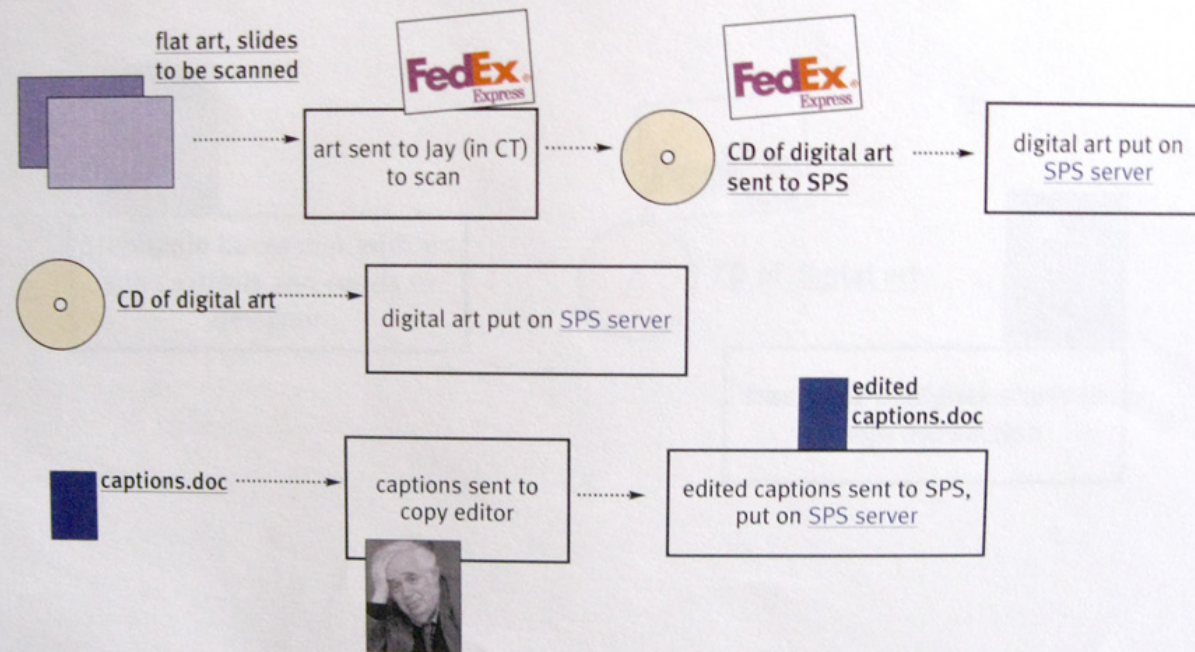 flat art, slides
to be scanned
FedEx®
Express
art sent to Jay (in CT)
to scan
FedEx®
Express
CD of digital art
sent to SPS
digital art put on
SPS server
CD of digital art
digital art put on SPS server
captions.doc
captions sent to
copy editor
edited
captions.doc
edited captions sent to SPS,
put on SPS server